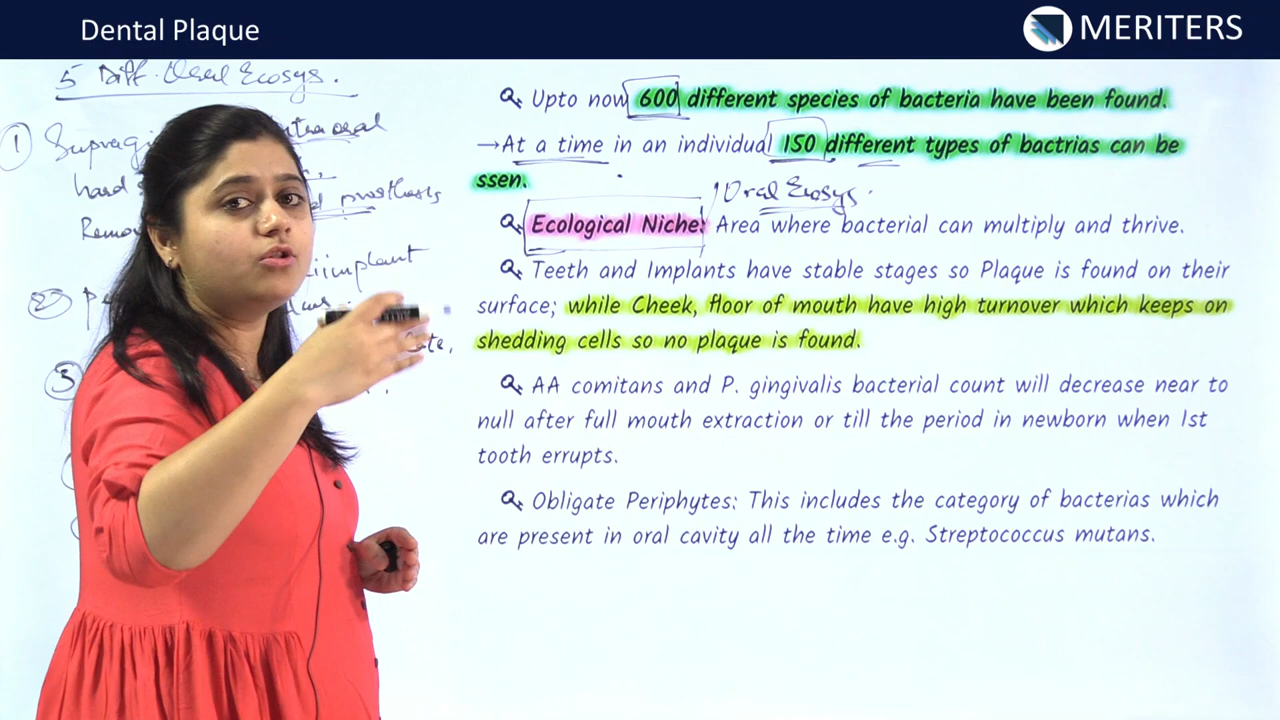 Dental Plaque
MERITERS
5 Diff. Oral Ecosys.
1 intraoral
hard
prosthesis
2 implant
3
Q. Upto now 600 different species of bacteria have been found.
→At a time in an individual 150 different types of bactrias can be
ssen.
Oral Ecosys.
Q. Ecological Niche: Area where bacterial can multiply and thrive.
Q. Teeth and Implants have stable stages so Plaque is found on their
surface; while Cheek, floor of mouth have high turnover which keeps on
shedding cells so no plaque is found.
Q. AA comitans and P. gingivalis bacterial count will decrease near to
null after full mouth extraction or till the period in newborn when 1st
tooth errupts.
Q. Obligate Periphytes: This includes the category of bacterias which
are present in oral cavity all the time e.g. Streptococcus mutans.